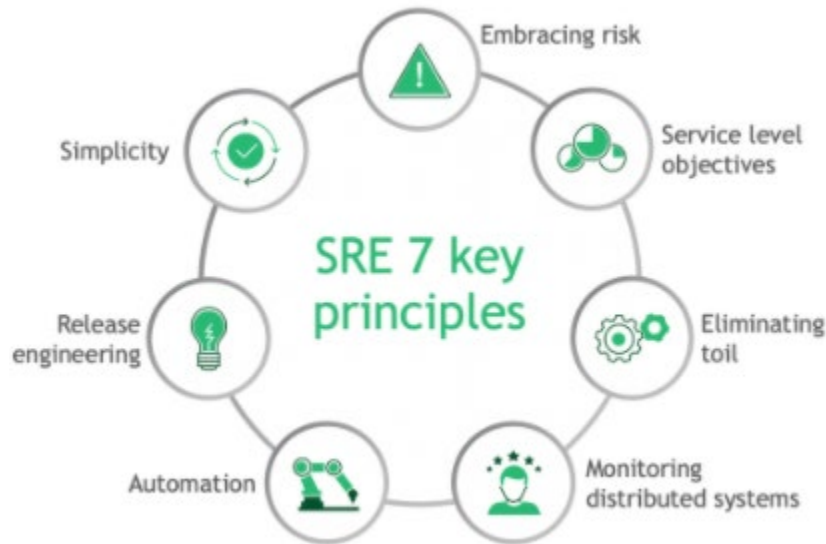 Embracing risk
Service level
objectives
Eliminating
toil
Monitoring
distributed systems
Automation
Release
engineering
Simplicity
SRE 7 key
principles